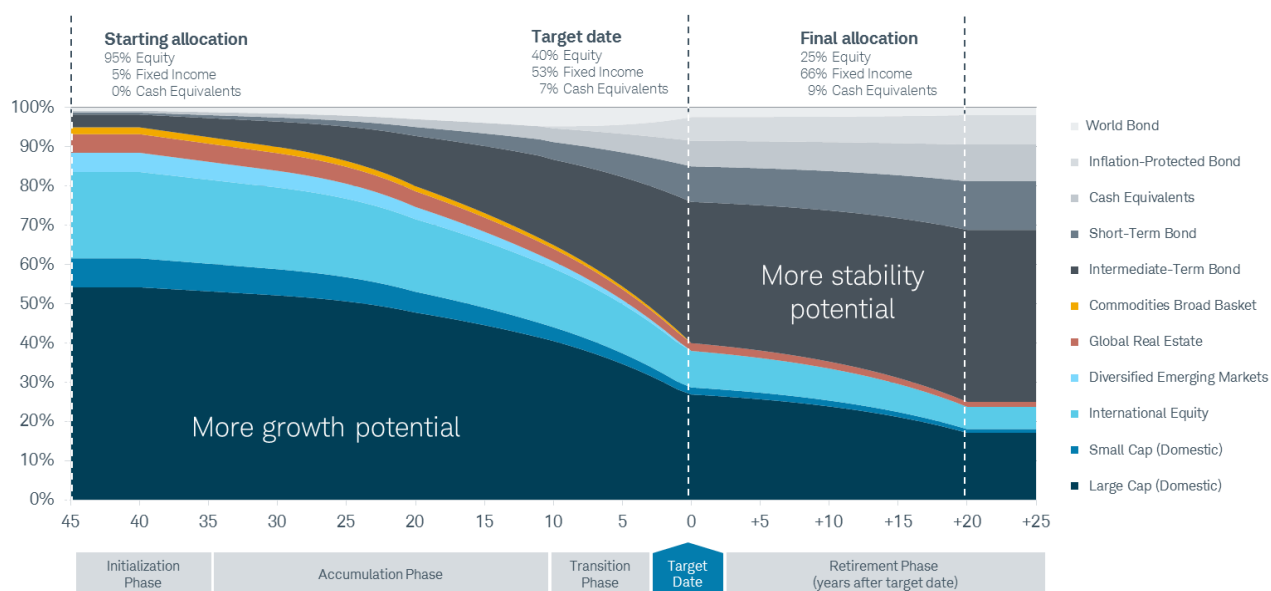 Starting allocation
95% Equity
5% Fixed Income
0% Cash Equivalents
Target date
40% Equity
53% Fixed Income
7% Cash Equivalents
Final allocation
25% Equity
66% Fixed Income
9% Cash Equivalents
100%
90%
80%
70%
60%
50%
40%
30%
20%
10%
0%
More growth potential
More stability
potential
World Bond
Inflation-Protected Bond
Cash Equivalents
Short-Term Bond
Intermediate-Term Bond
Commodities Broad Basket
Global Real Estate
Diversified Emerging Markets
International Equity
Small Cap (Domestic)
Large Cap (Domestic)
45 40 35 30 25 20 15 10 5 0 +5 +10 +15 +20 +25
Initialization
Phase
Accumulation Phase
Transition
Phase
Target
Date
Retirement Phase
(years after target date)